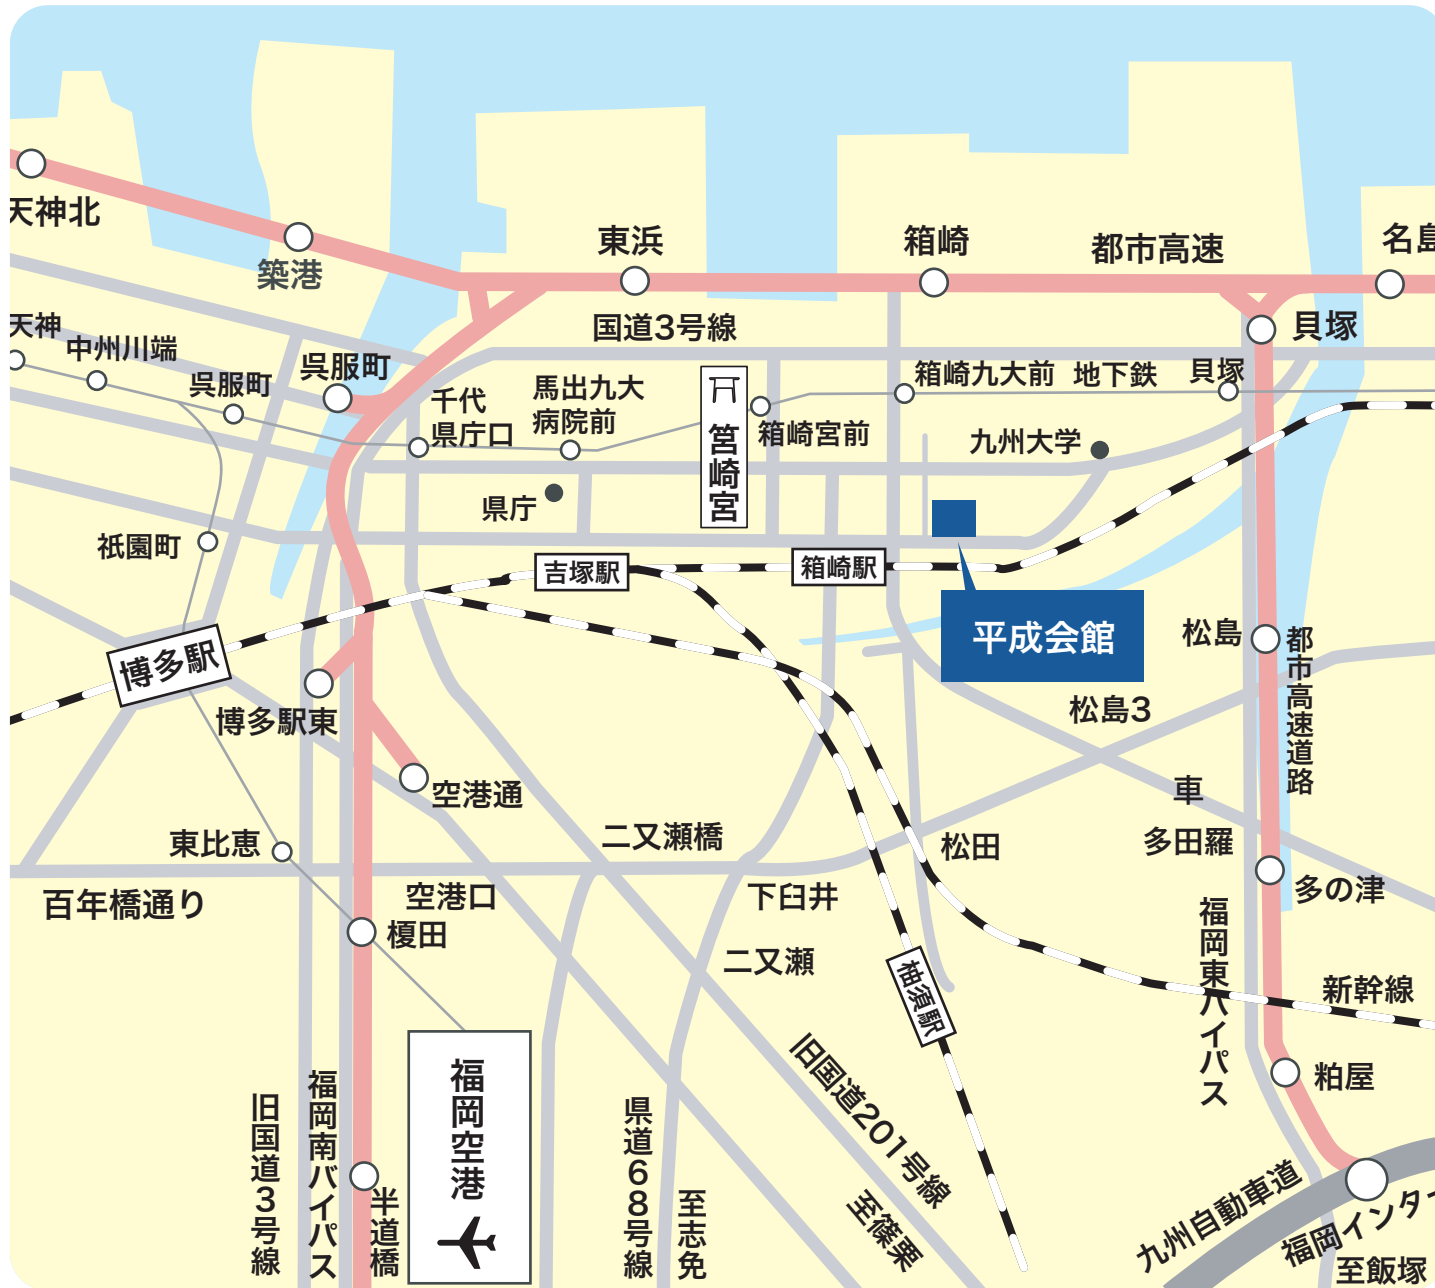 天神北
築港
東浜
箱崎
都市高速
名島
国道3号線
貝塚
天神
中州川端
呉服町
呉服町
千代
県庁口
馬出九大
病院前
筥崎宮
箱崎宮前
箱崎九大前
地下鉄
貝塚
九州大学
県庁
祇園町
吉塚駅
箱崎駅
平成会館
博多駅
博多駅東
松島
都市高速道路
松島3
空港通
車
東比恵
二又瀬橋
松田
多田羅
百年橋通り
空港口
下臼井
多の津
榎田
二又瀬
福岡東バイパス
柚須駅
新幹線
粕屋
福岡空港
旧国道201号線
旧国道3号線
福岡南バイパス
半道橋
県道68号線
至志免
至篠栗
九州自動車道
福岡インタ
至飯塚